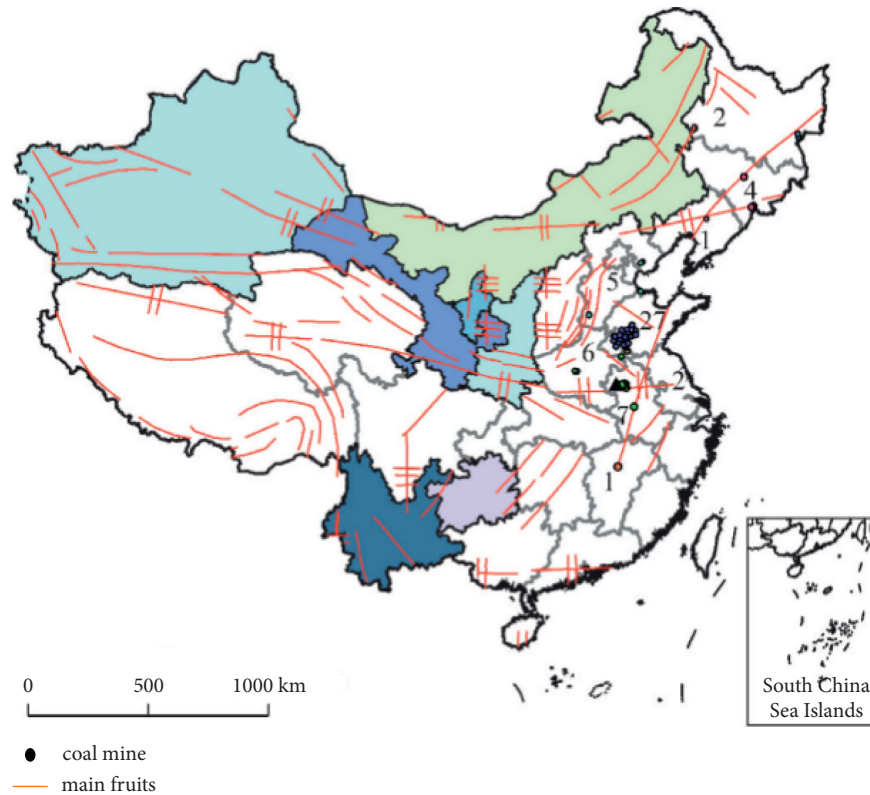 2
4
1
5
27
6
2
7
1
0 500 1000 km
South China
Sea Islands
coal mine
main fruits